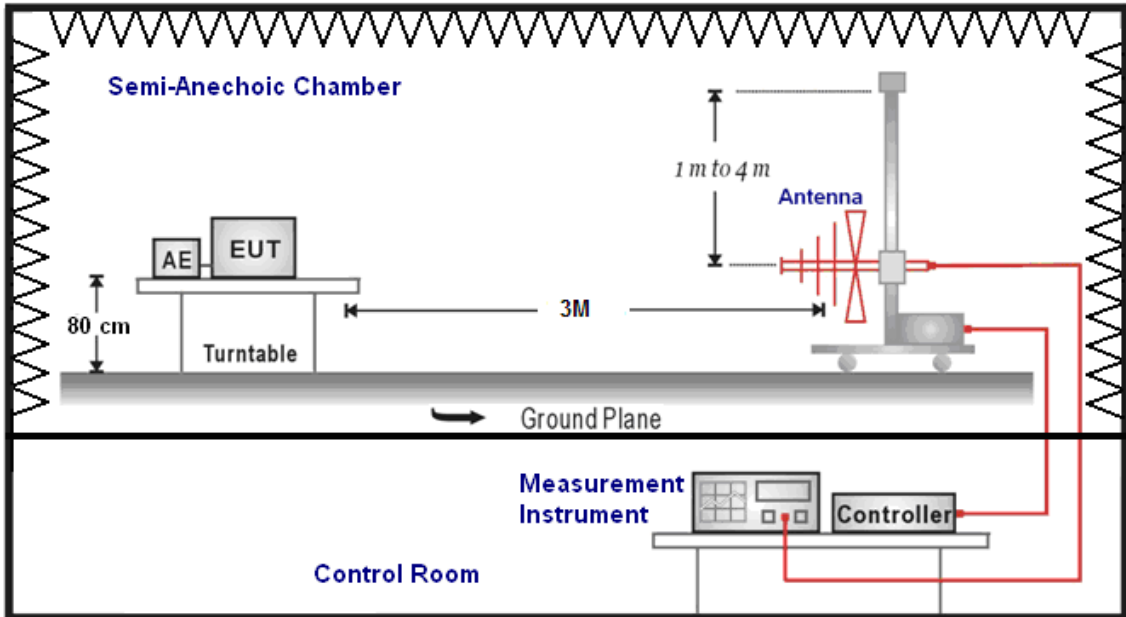 Semi-Anechoic Chamber
1 m to 4 m
Antenna
AE
EUT
80 cm
3M
Turntable
Ground Plane
Measurement
Instrument
Controller
Control Room